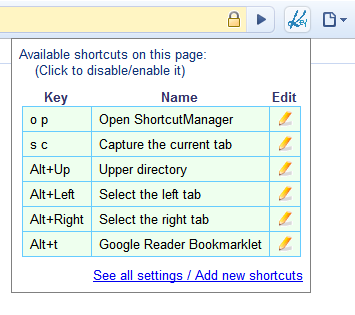 Key
Available shortcuts on this page:
(Click to disable/enable it)
Key Name Edit
o p Open ShortcutManager
s c Capture the current tab
Alt+Up Upper directory
Alt+Left Select the left tab
Alt+Right Select the right tab
Alt+t Google Reader Bookmarklet
See all settings / Add new shortcuts